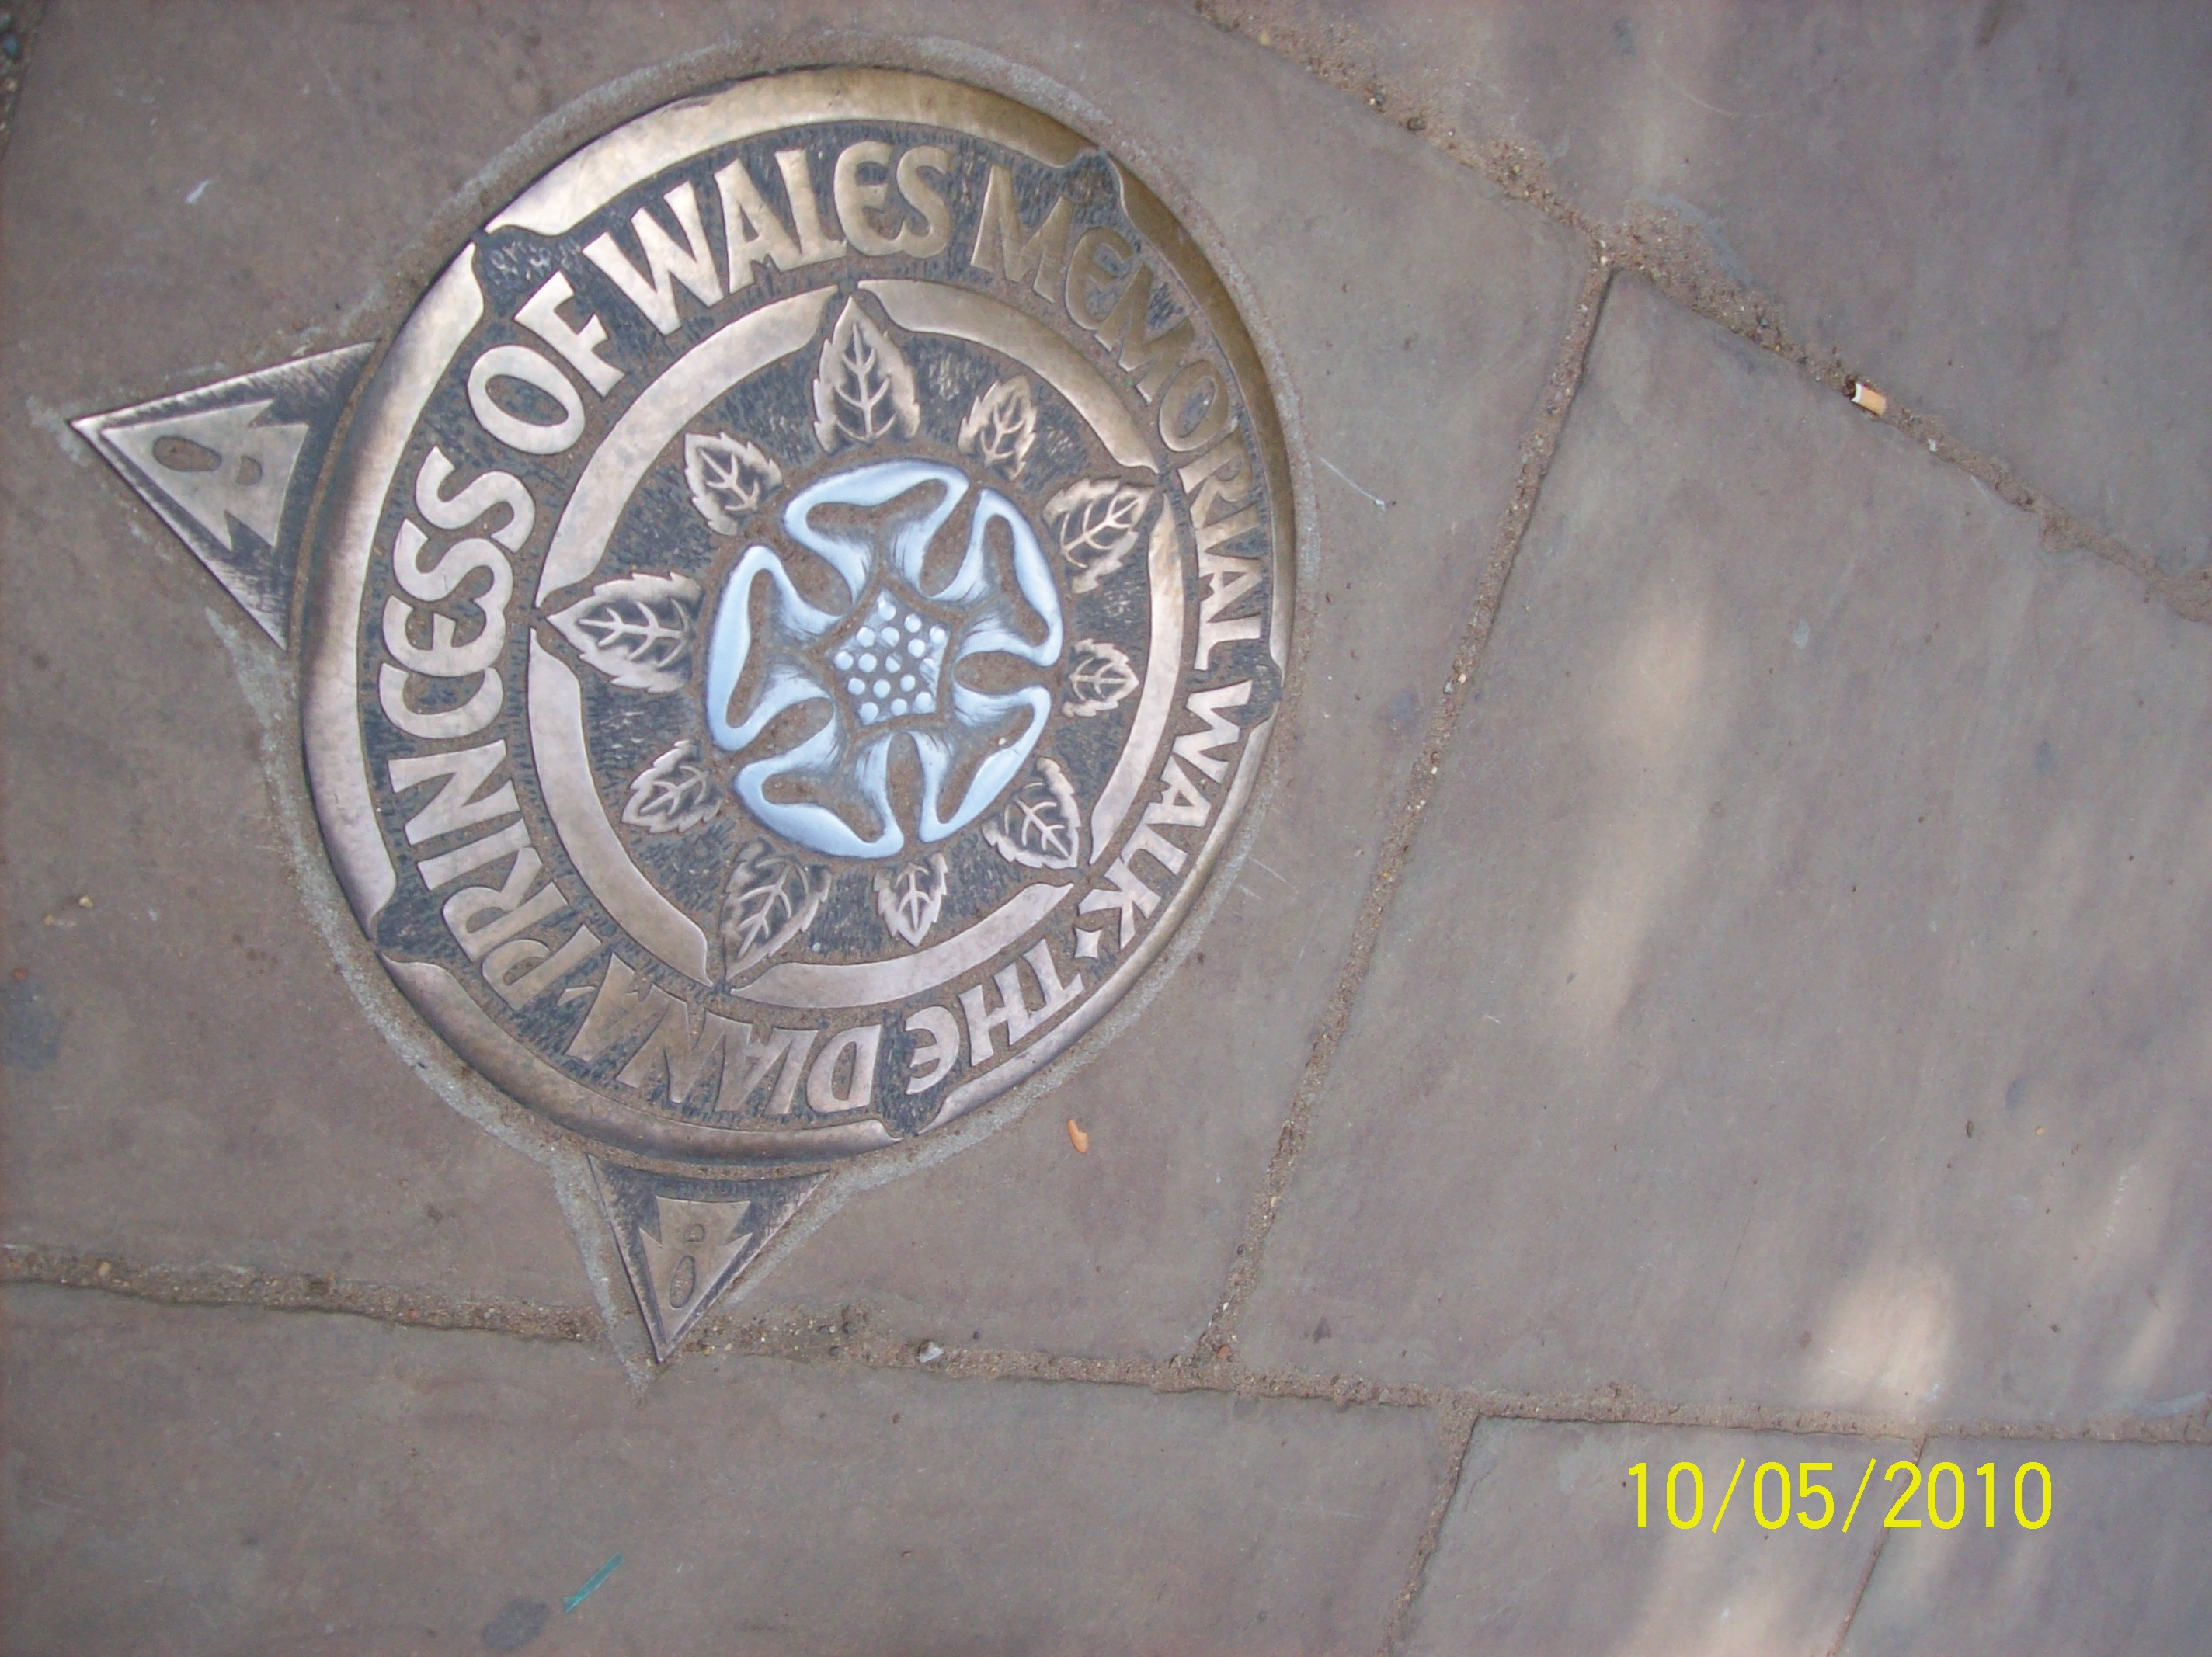 THE DIANA·PRINCESS OF WALES MEMORIAL WALK·
10/05/2010